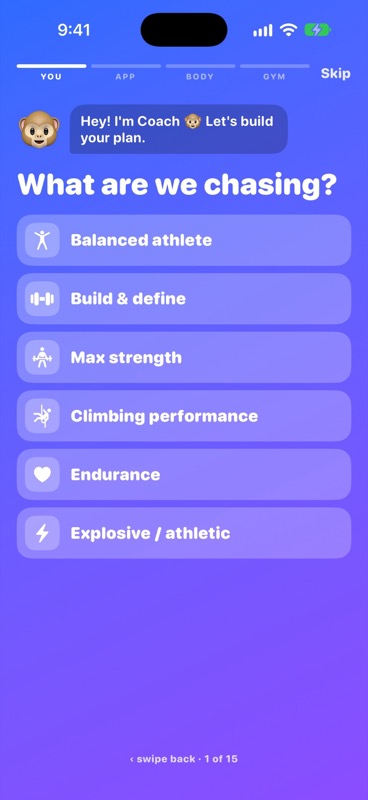 9:41
YOU APP BODY GYM Skip
Hey! I'm Coach 🐵 Let's build
your plan.
What are we chasing?
Balanced athlete
Build & define
Max strength
Climbing performance
Endurance
Explosive / athletic
‹ swipe back · 1 of 15